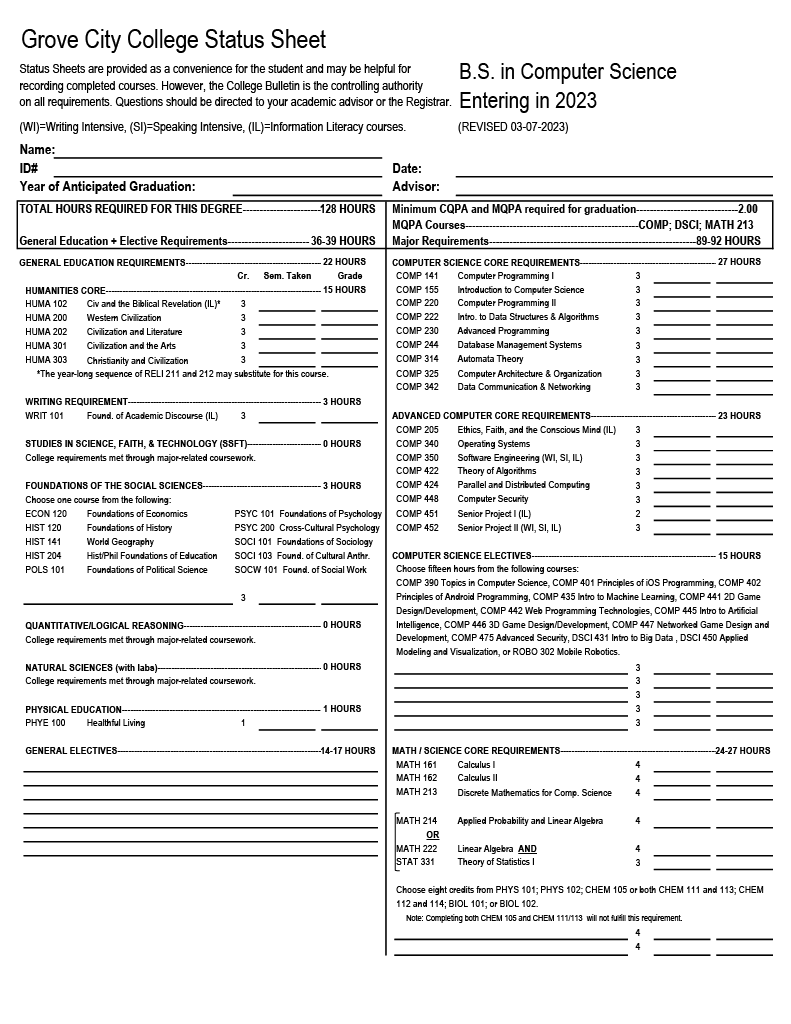 Grove City College Status Sheet
Status Sheets are provided as a convenience for the student and may be helpful for
recording completed courses. However, the College Bulletin is the controlling authority
on all requirements. Questions should be directed to your academic advisor or the Registrar.
(WI)=Writing Intensive, (SI)=Speaking Intensive, (IL)=Information Literacy courses.
B.S. in Computer Science
Entering in 2023
(REVISED 03-07-2023)
Name:
ID#
Date:
Year of Anticipated Graduation:
Advisor:
TOTAL HOURS REQUIRED FOR THIS DEGREE-----------------------128 HOURS
General Education + Elective Requirements------------------------ 36-39 HOURS
Minimum CQPA and MQPA required for graduation-------------------------------2.00
MQPA Courses-----------------------------------------------------COMP; DSCI; MATH 213
Major Requirements---------------------------------------------------------------89-92 HOURS
GENERAL EDUCATION REQUIREMENTS--------------------------------------------- 22 HOURS
Cr. Sem. Taken Grade
HUMANITIES CORE------------------------------------------------------------------------ 15 HOURS
HUMA 102 Civ and the Biblical Revelation (IL)* 3
HUMA 200 Western Civilization 3
HUMA 202 Civilization and Literature 3
HUMA 301 Civilization and the Arts 3
HUMA 303 Christianity and Civilization 3
*The year-long sequence of RELI 211 and 212 may substitute for this course.
WRITING REQUIREMENT---------------------------------------------------------------- 3 HOURS
WRIT 101 Found. of Academic Discourse (IL) 3
STUDIES IN SCIENCE, FAITH, & TECHNOLOGY (SSFT)------------------------- 0 HOURS
College requirements met through major-related coursework.
FOUNDATIONS OF THE SOCIAL SCIENCES---------------------------------------- 3 HOURS
Choose one course from the following:
ECON 120 Foundations of Economics PSYC 101 Foundations of Psychology
HIST 120 Foundations of History PSYC 200 Cross-Cultural Psychology
HIST 141 World Geography SOCI 101 Foundations of Sociology
HIST 204 Hist/Phil Foundations of Education SOCI 103 Found. of Cultural Anthr.
POLS 101 Foundations of Political Science SOCW 101 Found. of Social Work
3
QUANTITATIVE/LOGICAL REASONING---------------------------------------------- 0 HOURS
College requirements met through major-related coursework.
NATURAL SCIENCES (with labs)------------------------------------------------------- 0 HOURS
College requirements met through major-related coursework.
PHYSICAL EDUCATION------------------------------------------------------------------- 1 HOURS
PHYE 100 Healthful Living 1
GENERAL ELECTIVES--------------------------------------------------------------------14-17 HOURS
COMPUTER SCIENCE CORE REQUIREMENTS---------------------------------------------- 27 HOURS
COMP 141 Computer Programming I 3
COMP 155 Introduction to Computer Science 3
COMP 220 Computer Programming II 3
COMP 222 Intro. to Data Structures & Algorithms 3
COMP 230 Advanced Programming 3
COMP 244 Database Management Systems 3
COMP 314 Automata Theory 3
COMP 325 Computer Architecture & Organization 3
COMP 342 Data Communication & Networking 3
ADVANCED COMPUTER CORE REQUIREMENTS------------------------------------------ 23 HOURS
COMP 205 Ethics, Faith, and the Conscious Mind (IL) 3
COMP 340 Operating Systems 3
COMP 350 Software Engineering (WI, SI, IL) 3
COMP 422 Theory of Algorithms 3
COMP 424 Parallel and Distributed Computing 3
COMP 448 Computer Security 3
COMP 451 Senior Project I (IL) 2
COMP 452 Senior Project II (WI, SI, IL) 3
COMPUTER SCIENCE ELECTIVES-------------------------------------------------------------- 15 HOURS
Choose fifteen hours from the following courses:
COMP 390 Topics in Computer Science, COMP 401 Principles of iOS Programming, COMP 402
Principles of Android Programming, COMP 435 Intro to Machine Learning, COMP 441 2D Game
Design/Development, COMP 442 Web Programming Technologies, COMP 445 Intro to Artificial
Intelligence, COMP 446 3D Game Design/Development, COMP 447 Networked Game Design and
Development, COMP 475 Advanced Security, DSCI 431 Intro to Big Data , DSCI 450 Applied
Modeling and Visualization, or ROBO 302 Mobile Robotics.
3
3
3
3
3
MATH / SCIENCE CORE REQUIREMENTS----------------------------------------------------24-27 HOURS
MATH 161 Calculus I 4
MATH 162 Calculus II 4
MATH 213 Discrete Mathematics for Comp. Science 4
MATH 214 Applied Probability and Linear Algebra 4
OR
MATH 222 Linear Algebra AND 4
STAT 331 Theory of Statistics I 3
Choose eight credits from PHYS 101; PHYS 102; CHEM 105 or both CHEM 111 and 113; CHEM
112 and 114; BIOL 101; or BIOL 102.
Note: Completing both CHEM 105 and CHEM 111/113 will not fulfill this requirement.
4
4